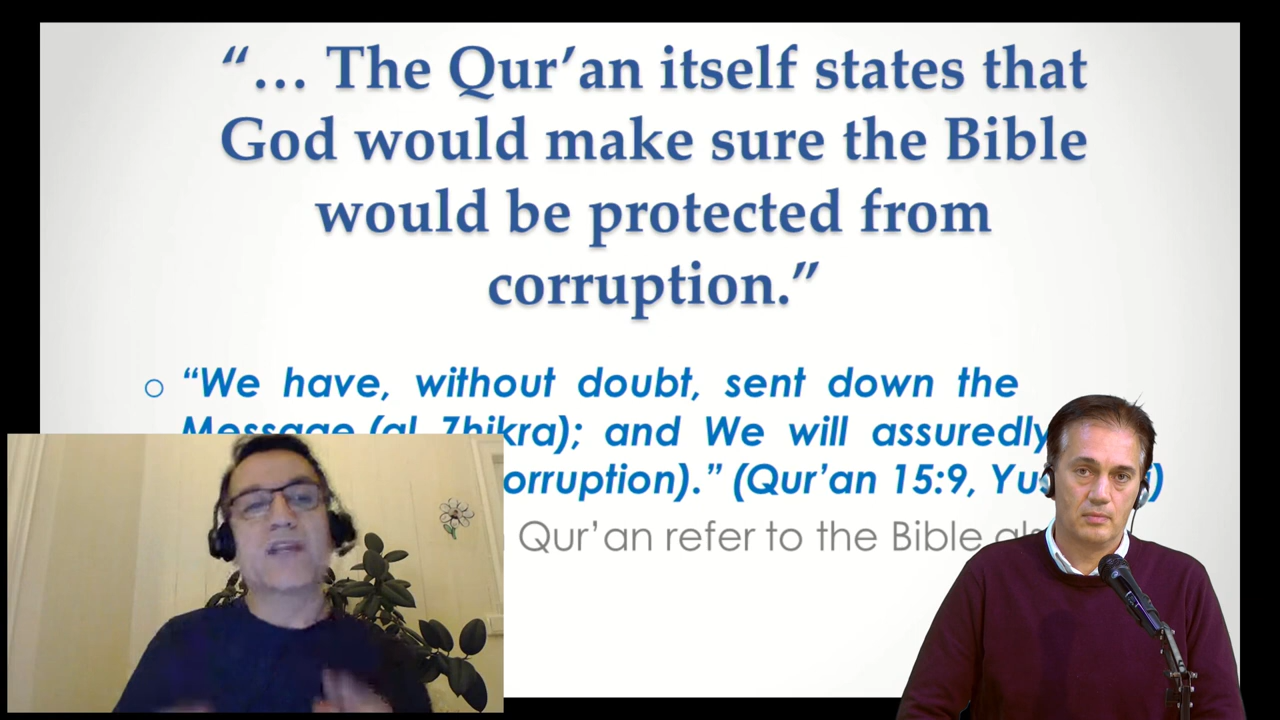 “… The Qur’an itself states that
God would make sure the Bible
would be protected from
corruption.”
“We have, without doubt, sent down the
Message (al Zhikra); and We will assuredly
orruption).” (Qur’an 15:9, Yus
Qur’an refer to the Bible